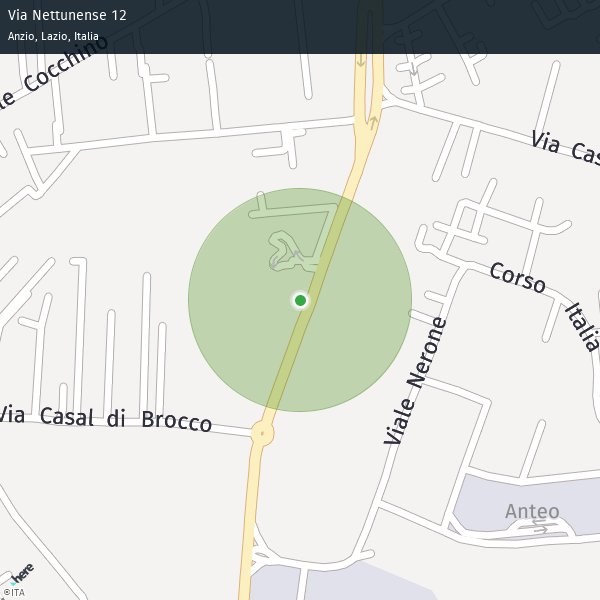 Via Nettunense 12
Anzio, Lazio, Italia
le Cocchino
Via Cas
Corso Italia
Viale Nerone
Via Casal di Brocco
Anteo
here
©ITA